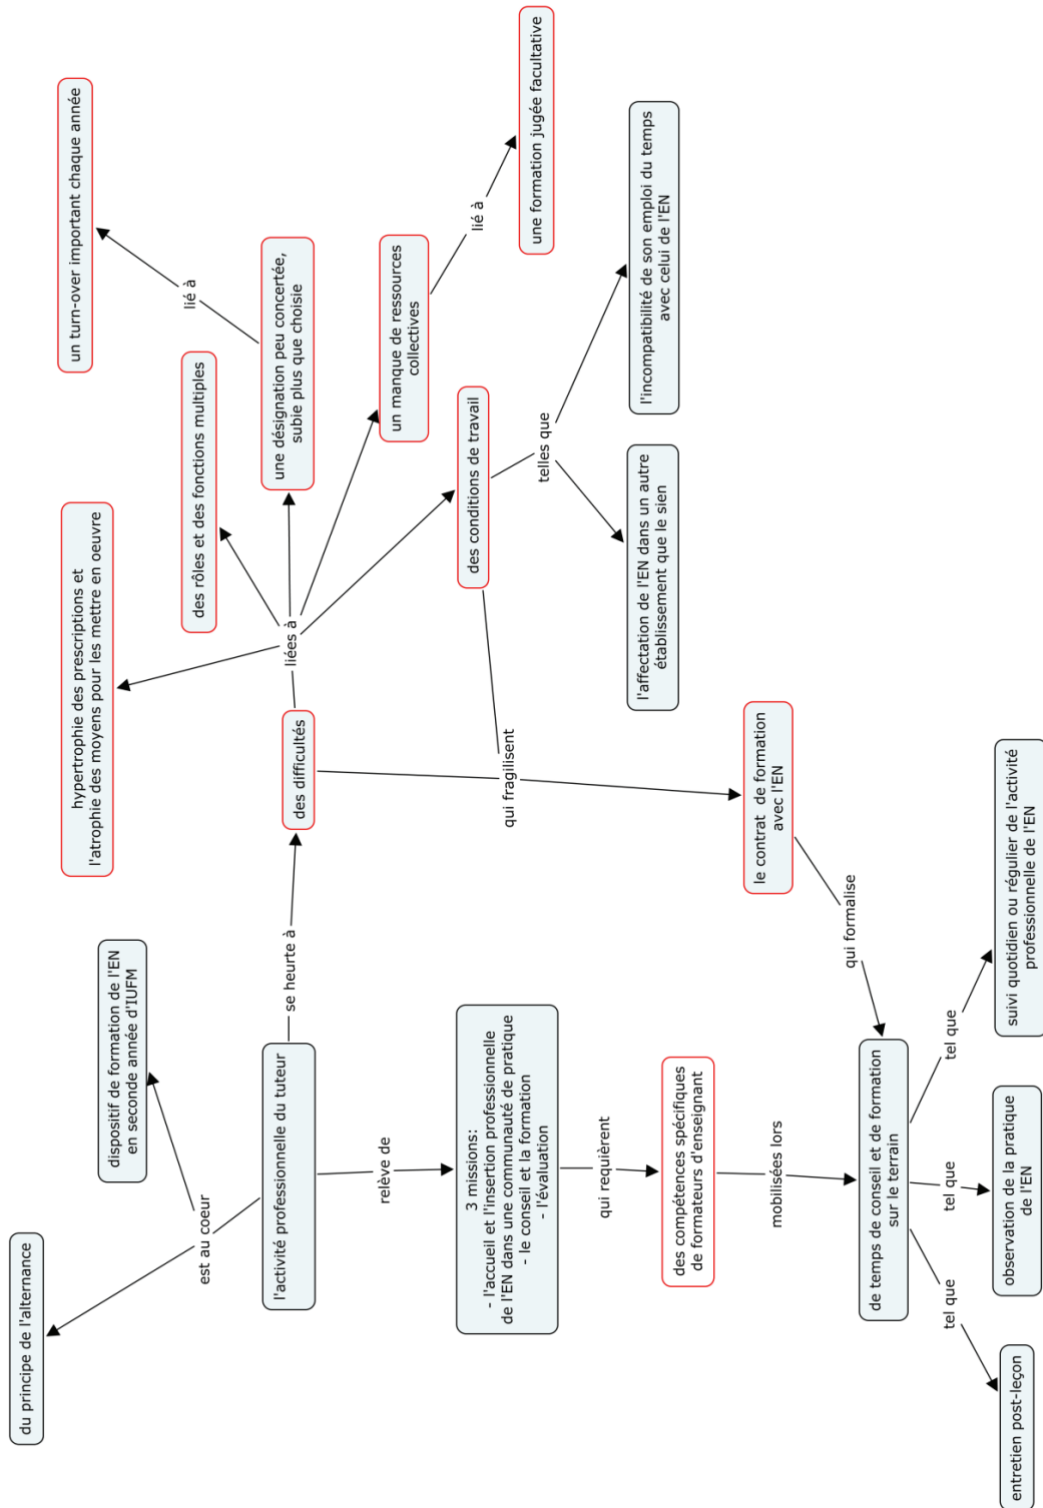 du principe de l'alternance
est au coeur
dispositif de formation de l'EN
en seconde année d'IUFM
l'activité professionnelle du tuteur
se heurte à
des difficultés
liées à
hypertrophie des prescriptions et
l'atrophie des moyens pour les mettre en oeuvre
des rôles et des fonctions multiples
une désignation peu concertée,
subie plus que choisie
lié à
un turn-over important chaque année
un manque de ressources
collectives
lié à
une formation jugée facultative
des conditions de travail
telles que
l'affectation de l'EN dans un autre
établissement que le sien
l'incompatibilité de son emploi du temps
avec celui de l'EN
qui fragilisent
le contrat de formation
avec l'EN
qui formalise
relève de
3 missions:
- l'accueil et l'insertion professionnelle
de l'EN dans une communauté de pratique
- le conseil et la formation
- l'évaluation
qui requièrent
des compétences spécifiques
de formateurs d'enseignant
mobilisées lors
de temps de conseil et de formation
sur le terrain
tel que
entretien post-leçon
tel que
observation de la pratique
de l'EN
tel que
suivi quotidien ou régulier de l'activité
professionnelle de l'EN